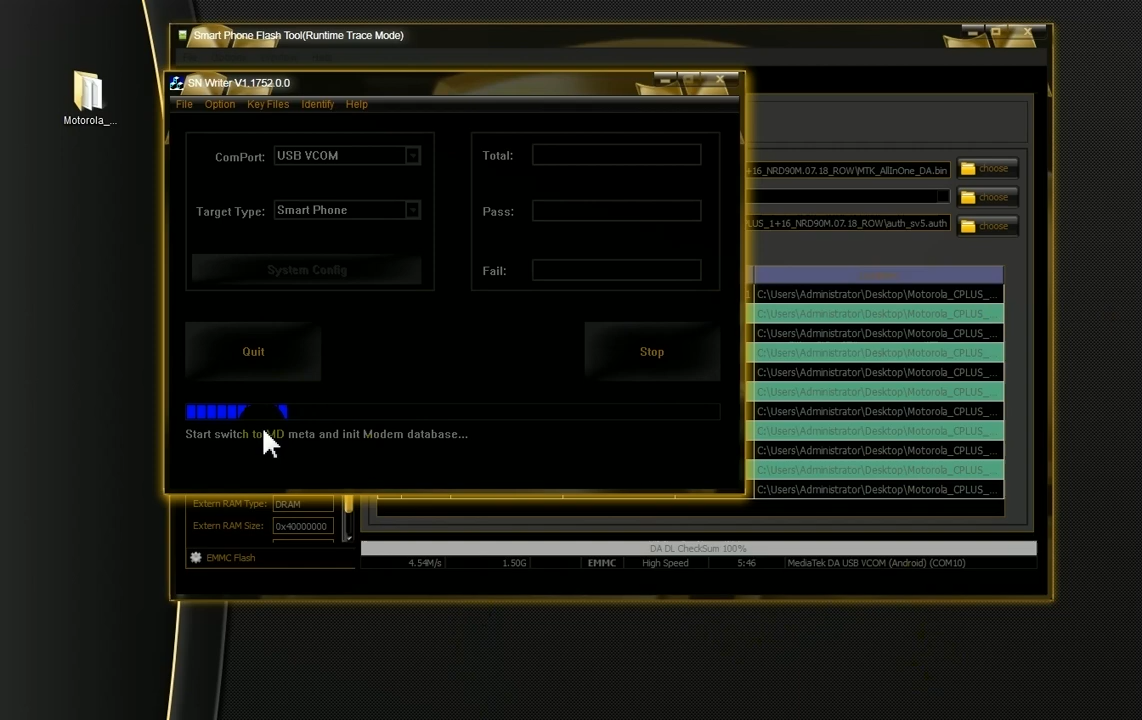 Smart Phone Flash Tool(Runtime Trace Mode)
Motorola_...
SN Writer V1.1752.0.0
File Option Key Files Identify Help
ComPort: USB VCOM
Target Type: Smart Phone
System Config
Total:
Pass:
Fail:
Quit
Stop
Start switch to MD meta and init Modem database...
+16_NRD90M.07.18_ROW\MTK_AllInOne_DA.bin choose
choose
PLUS_1+16_NRD90M.07.18_ROW\auth_sv5.auth choose
C:\Users\Administrator\Desktop\Motorola_CPLUS_...
C:\Users\Administrator\Desktop\Motorola_CPLUS_...
C:\Users\Administrator\Desktop\Motorola_CPLUS_...
C:\Users\Administrator\Desktop\Motorola_CPLUS_...
C:\Users\Administrator\Desktop\Motorola_CPLUS_...
C:\Users\Administrator\Desktop\Motorola_CPLUS_...
C:\Users\Administrator\Desktop\Motorola_CPLUS_...
C:\Users\Administrator\Desktop\Motorola_CPLUS_...
C:\Users\Administrator\Desktop\Motorola_CPLUS_...
C:\Users\Administrator\Desktop\Motorola_CPLUS_...
C:\Users\Administrator\Desktop\Motorola_CPLUS_...
Extern RAM Type: DRAM
Extern RAM Size: 0x40000000
EMMC Flash
DA DL CheckSum 100%
4.54M/s 1.50G EMMC High Speed 5:46 MediaTek DA USB VCOM (Android) (COM10)